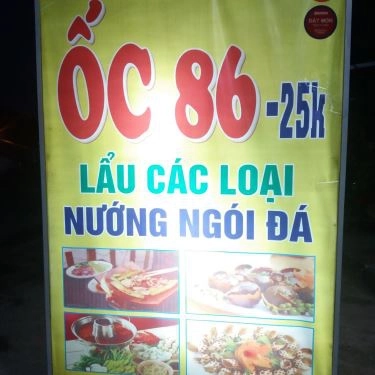 ỐC 86 -25k
LẨU CÁC LOẠI
NƯỚNG NGÓI ĐÁ